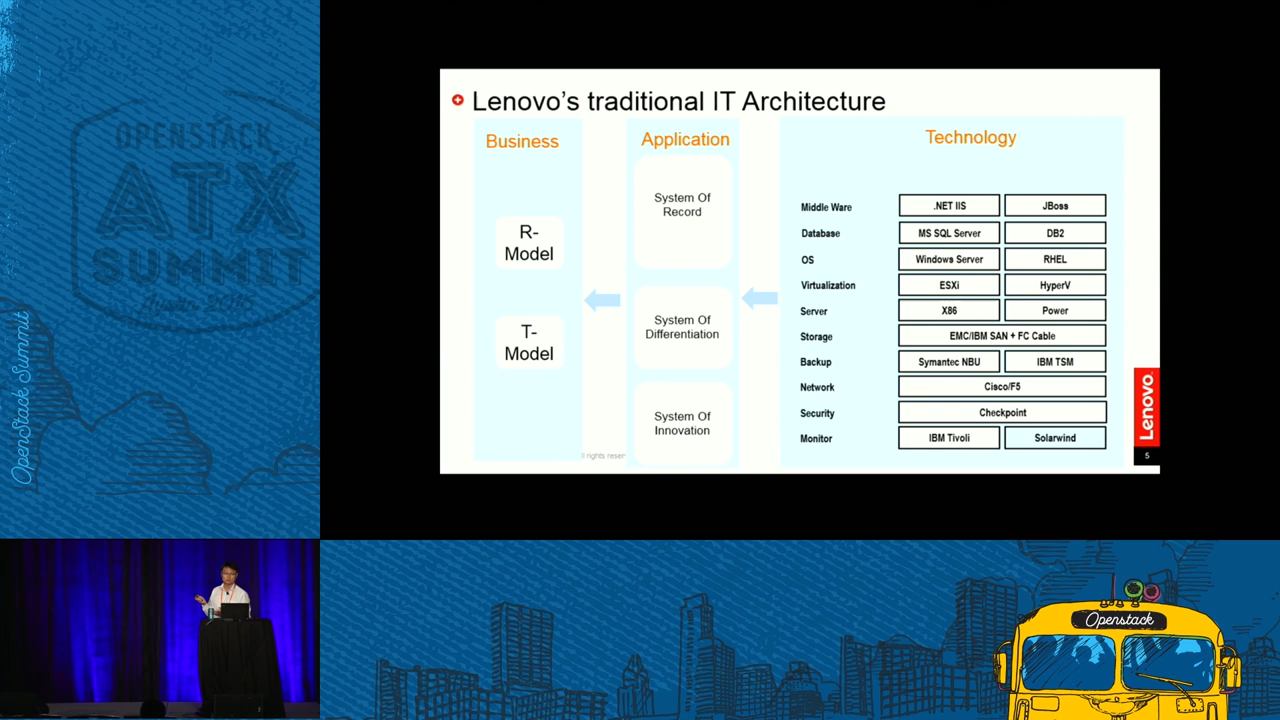 OPENSTACK
ATX
SUMMIT
OpenStack Summit
Lenovo's traditional IT Architecture
Business
R-
Model
T-
Model
Application
System Of
Record
System Of
Differentiation
System Of
Innovation
Technology
Middle Ware .NET IIS JBoss
Database MS SQL Server DB2
OS Windows Server RHEL
Virtualization ESXi HyperV
Server X86 Power
Storage EMC/IBM SAN + FC Cable
Backup Symantec NBU IBM TSM
Network Cisco/F5
Security Checkpoint
Monitor IBM Tivoli Solarwind
ll rights reser
Lenovo
5
Openstack